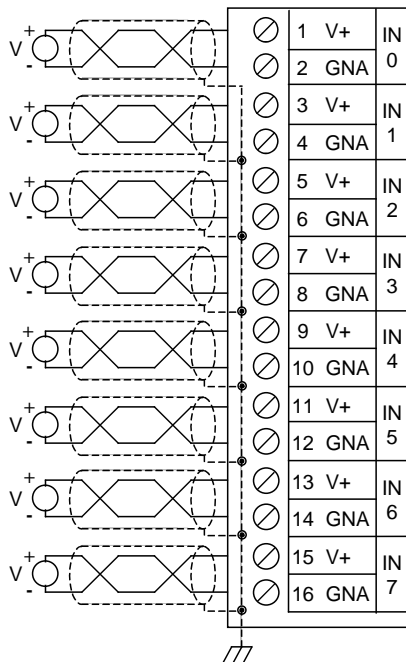 +
V
-
1 V+
2 GNA
IN
0
+
V
-
3 V+
4 GNA
IN
1
+
V
-
5 V+
6 GNA
IN
2
+
V
-
7 V+
8 GNA
IN
3
+
V
-
9 V+
10 GNA
IN
4
+
V
-
11 V+
12 GNA
IN
5
+
V
-
13 V+
14 GNA
IN
6
+
V
-
15 V+
16 GNA
IN
7